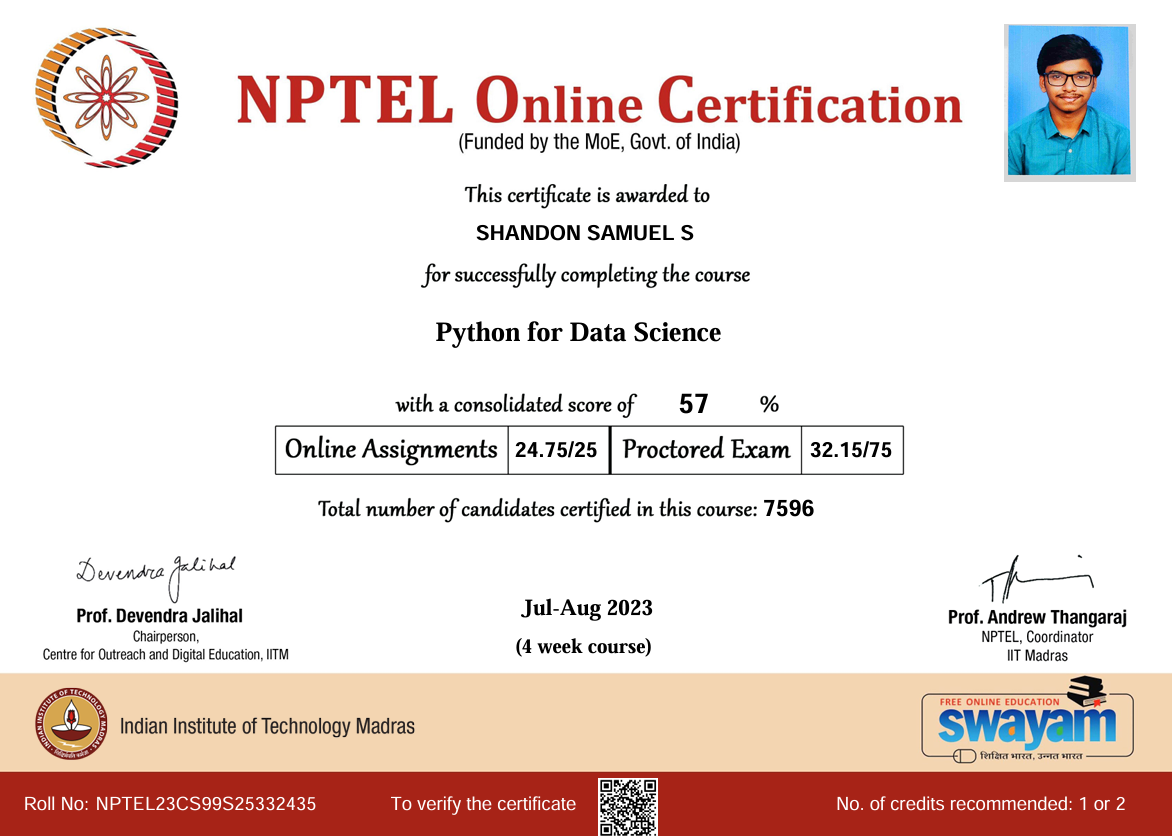 NPTEL Online Certification
(Funded by the MoE, Govt. of India)
This certificate is awarded to
SHANDON SAMUEL S
for successfully completing the course
Python for Data Science
with a consolidated score of 57 %
Online Assignments 24.75/25 Proctored Exam 32.15/75
Total number of candidates certified in this course: 7596
Devendra Jalihal
Prof. Devendra Jalihal
Chairperson,
Centre for Outreach and Digital Education, IITM
Jul-Aug 2023
(4 week course)
Prof. Andrew Thangaraj
NPTEL, Coordinator
IIT Madras
INDIAN INSTITUTE OF TECHNOLOGY MADRAS
Indian Institute of Technology Madras
FREE ONLINE EDUCATION
swayam
शिक्षित भारत, उन्नत भारत
Roll No: NPTEL23CS99S25332435
To verify the certificate
No. of credits recommended: 1 or 2